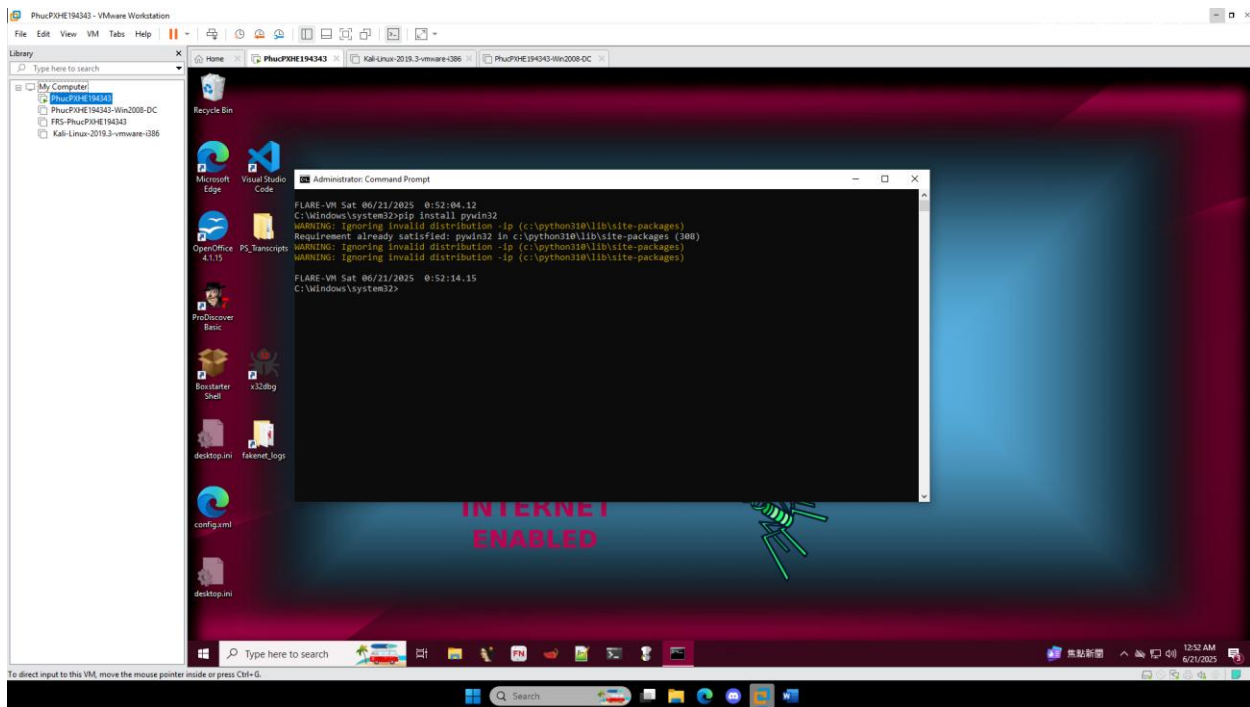 PhucPXHE194343 - VMware Workstation
File Edit View VM Tabs Help
Library
Type here to search
My Computer
PhucPXHE194343
PhucPXHE194343-Win2008-DC
FRS-PhucPXHE194343
Kali-Linux-2019.3-vmware-i386
Home PhucPXHE194343 Kali-Linux-2019.3-vmware-i386 PhucPXHE194343-Win2008-DC
Recycle Bin
Microsoft Edge
Visual Studio Code
OpenOffice 4.1.15
PS_Transcripts
ProDiscover Basic
Boxstarter Shell
x32dbg
desktop.ini
fakenet_logs
config.xml
desktop.ini
Administrator: Command Prompt
FLARE-VM Sat 06/21/2025 0:52:04.12
C:\Windows\system32>pip install pywin32
WARNING: Ignoring invalid distribution -ip (c:\python310\lib\site-packages)
Requirement already satisfied: pywin32 in c:\python310\lib\site-packages (308)
WARNING: Ignoring invalid distribution -ip (c:\python310\lib\site-packages)
WARNING: Ignoring invalid distribution -ip (c:\python310\lib\site-packages)
FLARE-VM Sat 06/21/2025 0:52:14.15
C:\Windows\system32>
INTERNET
ENABLED
Type here to search
FN
焦點新聞
12:52 AM
6/21/2025
3
To direct input to this VM, move the mouse pointer inside or press Ctrl+G.
Search